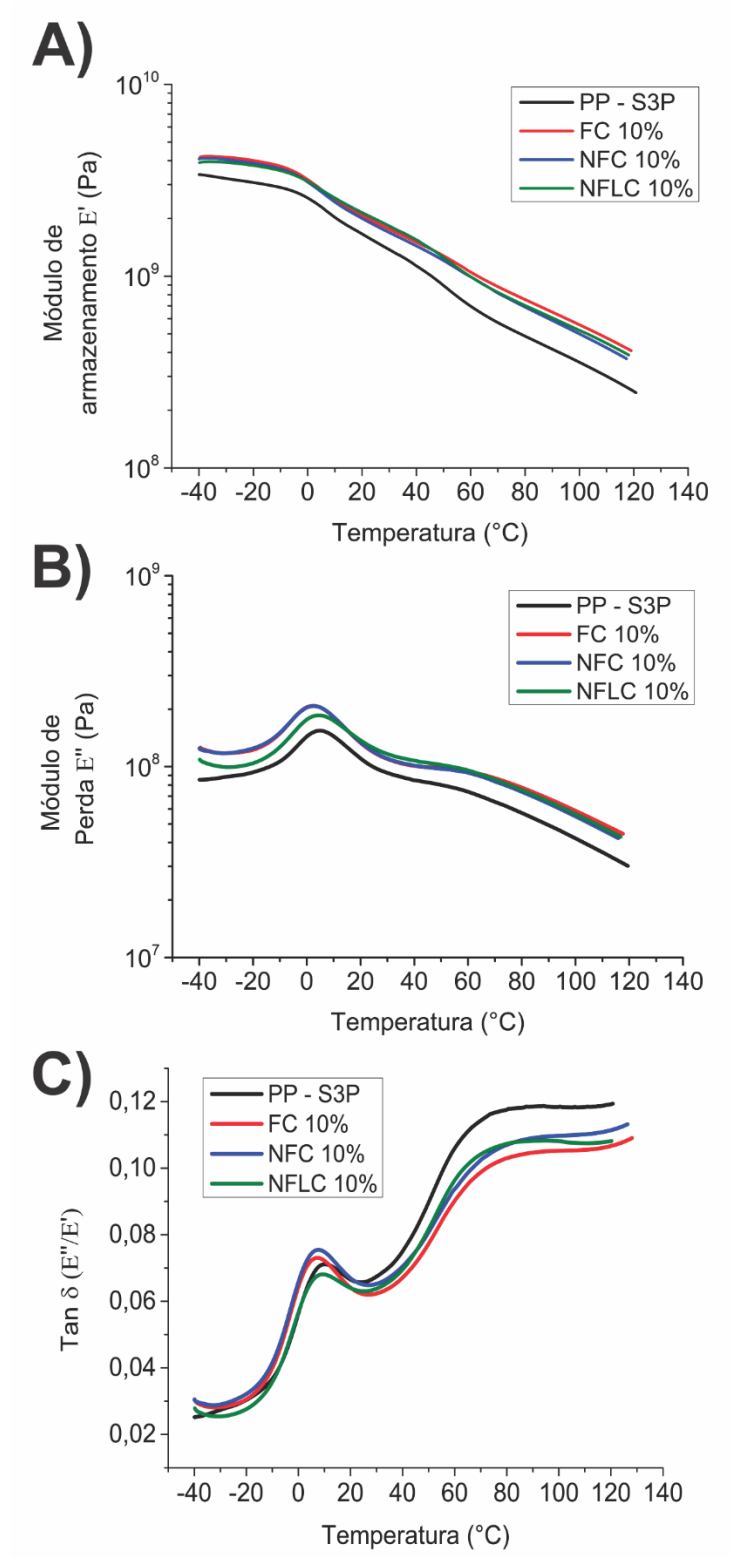 A)
10^10
10^9
10^8
Módulo de
armazenamento E' (Pa)
PP - S3P
FC 10%
NFC 10%
NFLC 10%
-40 -20 0 20 40 60 80 100 120 140
Temperatura (°C)
B)
10^9
10^8
10^7
Módulo de
Perda E" (Pa)
PP - S3P
FC 10%
NFC 10%
NFLC 10%
-40 -20 0 20 40 60 80 100 120 140
Temperatura (°C)
C)
0,12
0,10
0,08
0,06
0,04
0,02
Tan δ (E"/E')
PP - S3P
FC 10%
NFC 10%
NFLC 10%
-40 -20 0 20 40 60 80 100 120 140
Temperatura (°C)